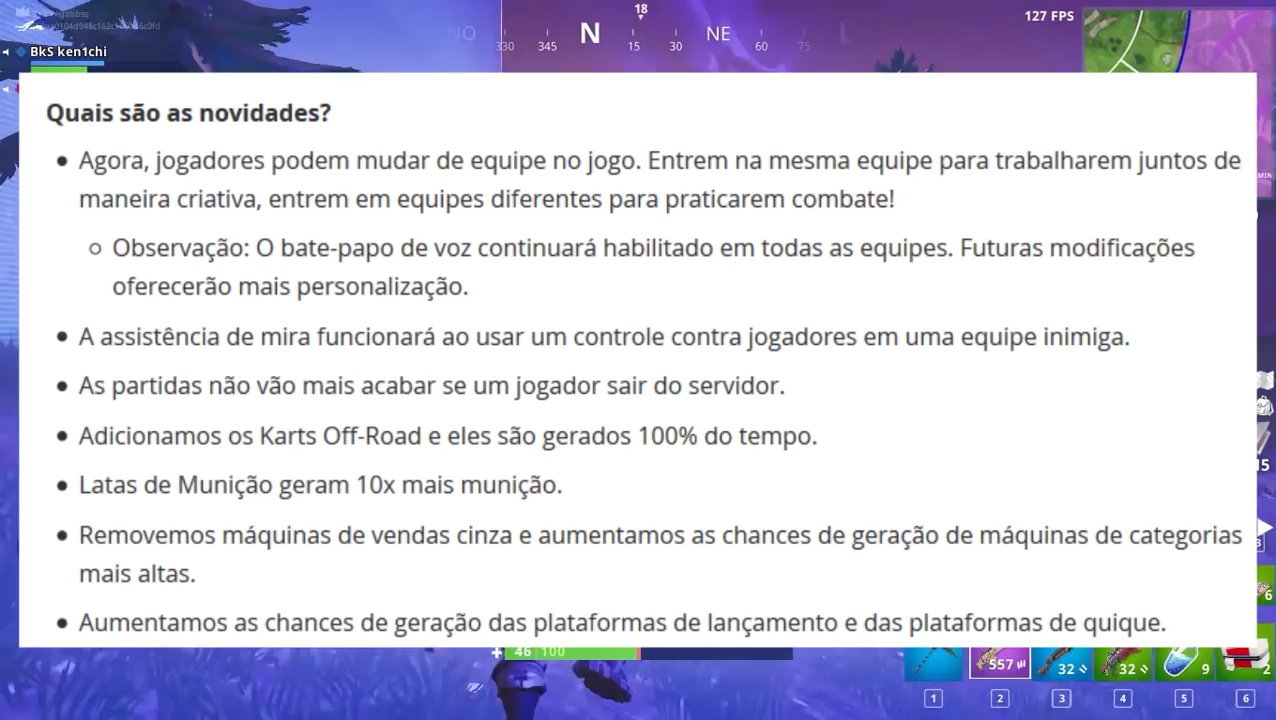 NO
N
NE
330
345
18
15
30
60
75
127 FPS
BkS ken1chi
Quais são as novidades?
Agora, jogadores podem mudar de equipe no jogo. Entrem na mesma equipe para trabalharem juntos de
maneira criativa, entrem em equipes diferentes para praticarem combate!
Observação: O bate-papo de voz continuará habilitado em todas as equipes. Futuras modificações
oferecerão mais personalização.
A assistência de mira funcionará ao usar um controle contra jogadores em uma equipe inimiga.
As partidas não vão mais acabar se um jogador sair do servidor.
Adicionamos os Karts Off-Road e eles são gerados 100% do tempo.
Latas de Munição geram 10x mais munição.
Removemos máquinas de vendas cinza e aumentamos as chances de geração de máquinas de categorias
mais altas.
Aumentamos as chances de geração das plataformas de lançamento e das plataformas de quique.
MIN
15
6
46 | 100
557
32
32
9
2
1
2
3
4
5
6